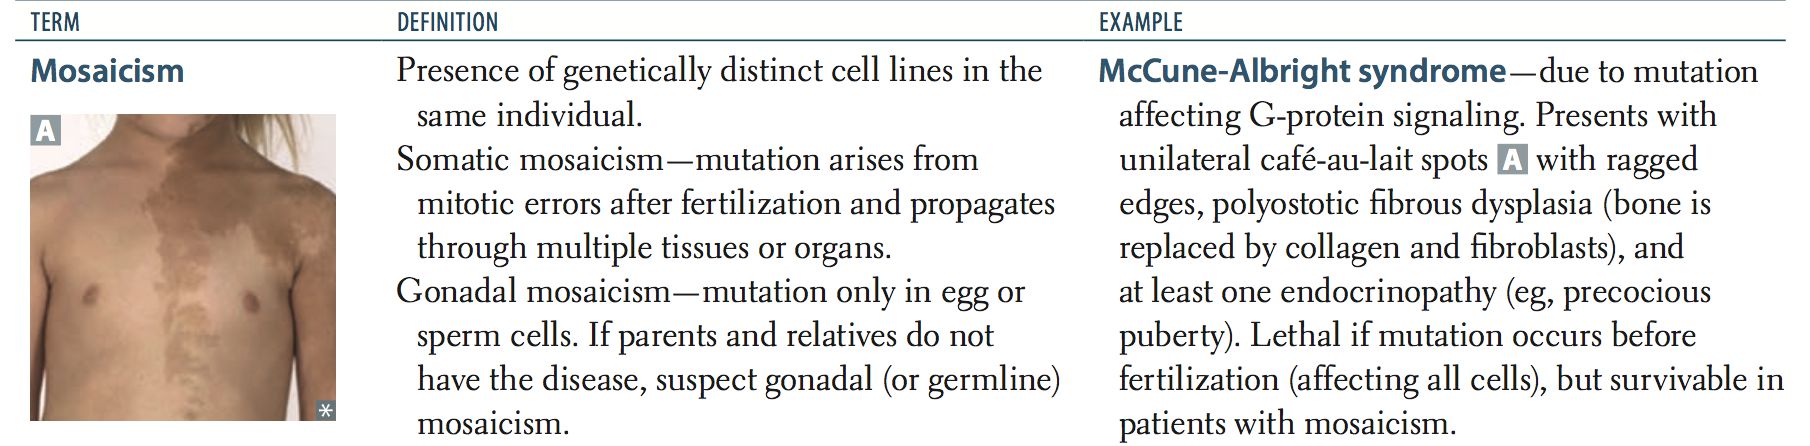 TERM
DEFINITION
EXAMPLE
Mosaicism
A
*
Presence of genetically distinct cell lines in the
same individual.
Somatic mosaicism—mutation arises from
mitotic errors after fertilization and propagates
through multiple tissues or organs.
Gonadal mosaicism—mutation only in egg or
sperm cells. If parents and relatives do not
have the disease, suspect gonadal (or germline)
mosaicism.
McCune-Albright syndrome—due to mutation
affecting G-protein signaling. Presents with
unilateral café-au-lait spots A with ragged
edges, polyostotic fibrous dysplasia (bone is
replaced by collagen and fibroblasts), and
at least one endocrinopathy (eg, precocious
puberty). Lethal if mutation occurs before
fertilization (affecting all cells), but survivable in
patients with mosaicism.